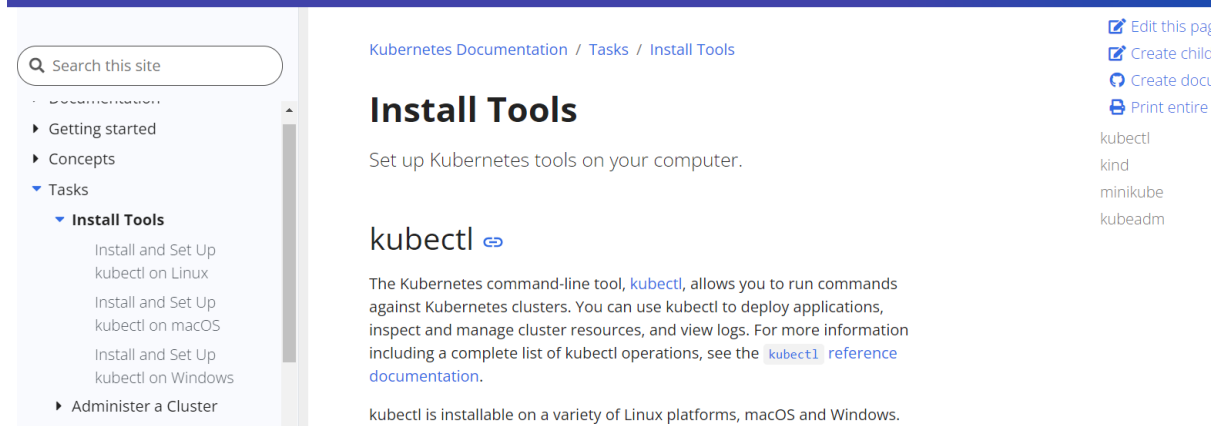 Search this site
Documentation
Getting started
Concepts
Tasks
Install Tools
Install and Set Up
kubectl on Linux
Install and Set Up
kubectl on macOS
Install and Set Up
kubectl on Windows
Administer a Cluster
Kubernetes Documentation / Tasks / Install Tools
Install Tools
Set up Kubernetes tools on your computer.
kubectl
The Kubernetes command-line tool, kubectl, allows you to run commands
against Kubernetes clusters. You can use kubectl to deploy applications,
inspect and manage cluster resources, and view logs. For more information
including a complete list of kubectl operations, see the kubectl reference
documentation.
kubectl is installable on a variety of Linux platforms, macOS and Windows.
Edit this pag
Create child
Create docu
Print entire
kubectl
kind
minikube
kubeadm